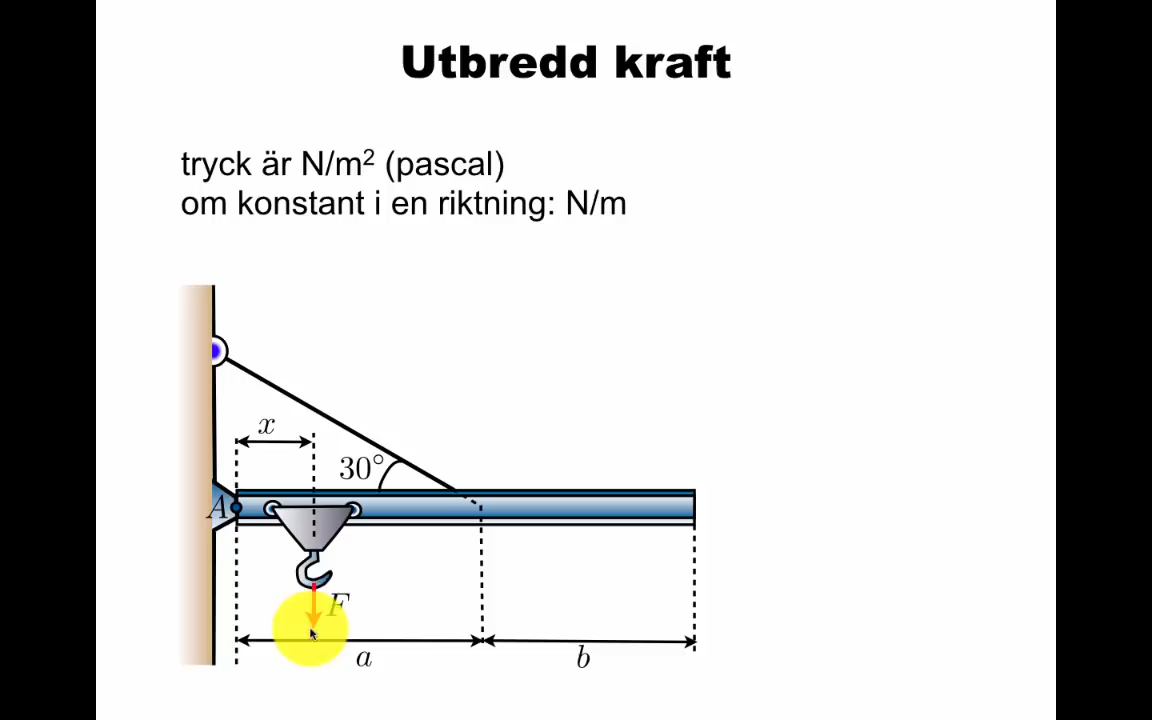 Utbredd kraft
tryck är N/m² (pascal)
om konstant i en riktning: N/m
x
30°
A
F
a
b